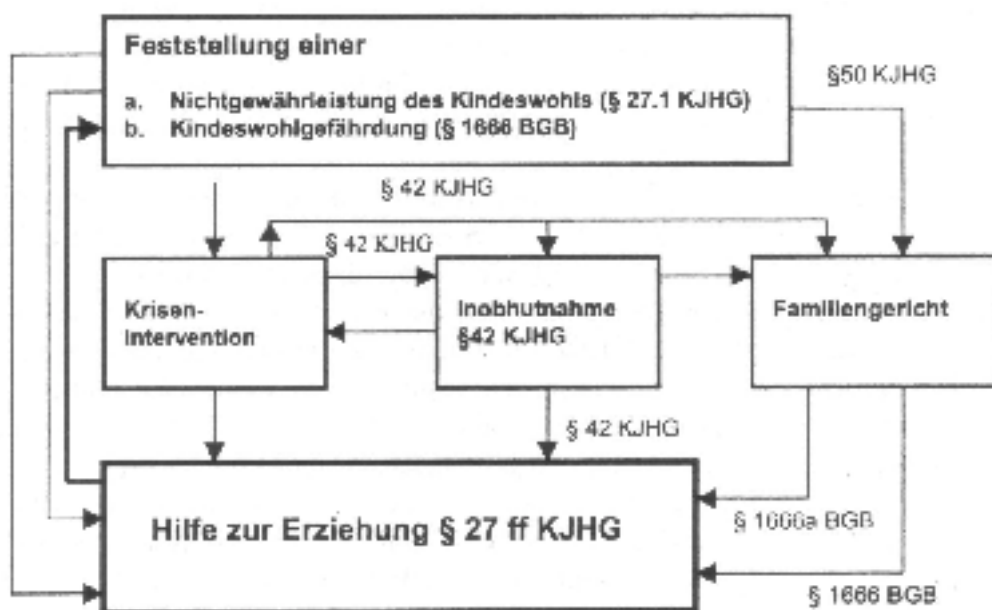 Feststellung einer
a. Nichtgewährleistung des Kindeswohls (§ 27.1 KJHG)
b. Kindeswohlgefährdung (§ 1666 BGB)
§50 KJHG
§ 42 KJHG
§ 42 KJHG
Krisen-
Intervention
Inobhutnahme
§42 KJHG
Familiengericht
§ 42 KJHG
Hilfe zur Erziehung § 27 ff KJHG
§ 1666a BGB
§ 1666 BGB